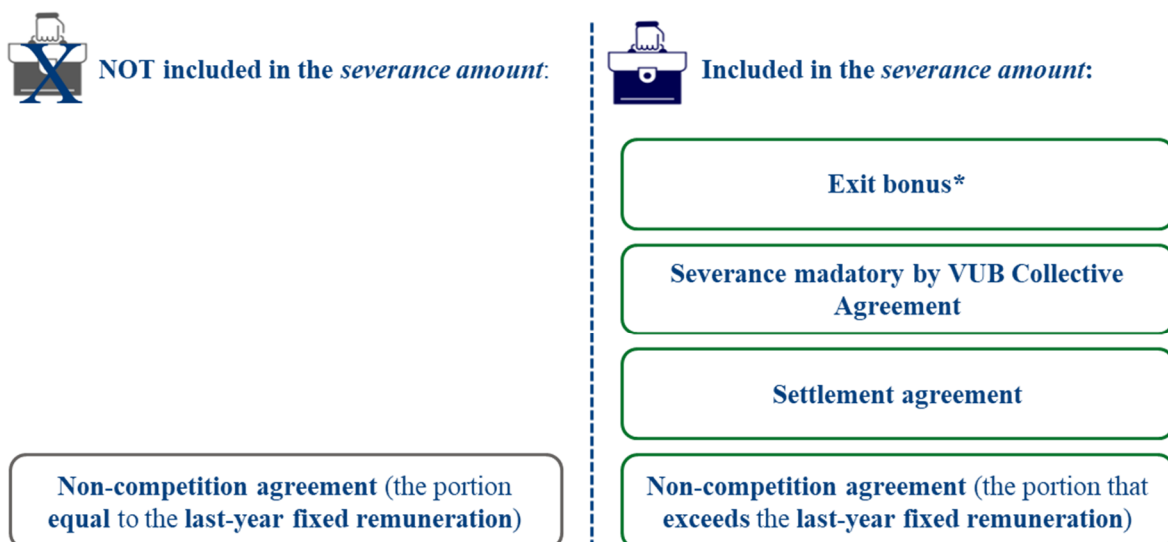 NOT included in the severance amount:
Included in the severance amount:
Exit bonus*
Severance madatory by VUB Collective
Agreement
Settlement agreement
Non-competition agreement (the portion
equal to the last-year fixed remuneration)
Non-competition agreement (the portion that
exceeds the last-year fixed remuneration)